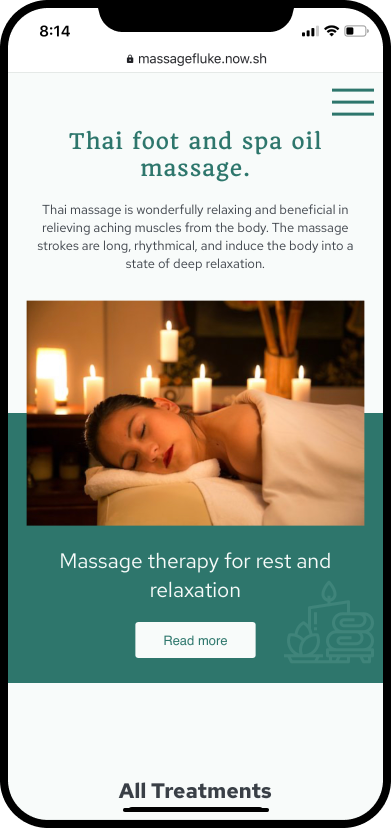 8:14
massagefluke.now.sh
Thai foot and spa oil
massage.
Thai massage is wonderfully relaxing and beneficial in
relieving aching muscles from the body. The massage
strokes are long, rhythmical, and induce the body into a
state of deep relaxation.
Massage therapy for rest and
relaxation
Read more
All Treatments